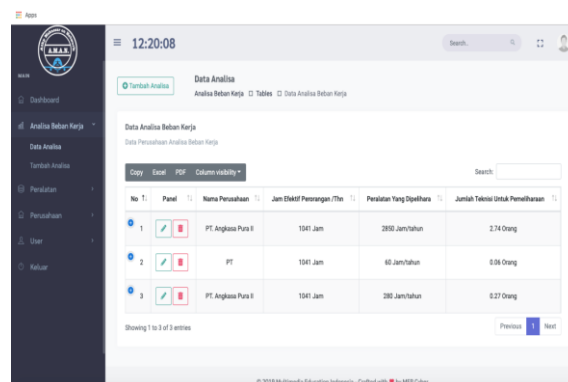 Apps
A.M.A.N.
12:20:08
Search..
MAIN
Dashboard
Analisa Beban Kerja
Data Analisa
Tambah Analisa
Peralatan
Perusahaan
User
Keluar
Tambah Analisa
Data Analisa
Analisa Beban Kerja Tables Data Analisa Beban Kerja
Data Analisa Beban Kerja
Data Perusahaan Analisa Beban Kerja
Copy Excel PDF Column visibility
Search:
No Panel Nama Perusahaan Jam Efektif Perorangan /Thn Peralatan Yang Dipelihara Jumlah Teknisi Untuk Pemeliharaan
1 PT. Angkasa Pura II 1041 Jam 2850 Jam/tahun 2.74 Orang
2 PT 1041 Jam 60 Jam/tahun 0.06 Orang
3 PT. Angkasa Pura II 1041 Jam 280 Jam/tahun 0.27 Orang
Showing 1 to 3 of 3 entries
Previous 1 Next